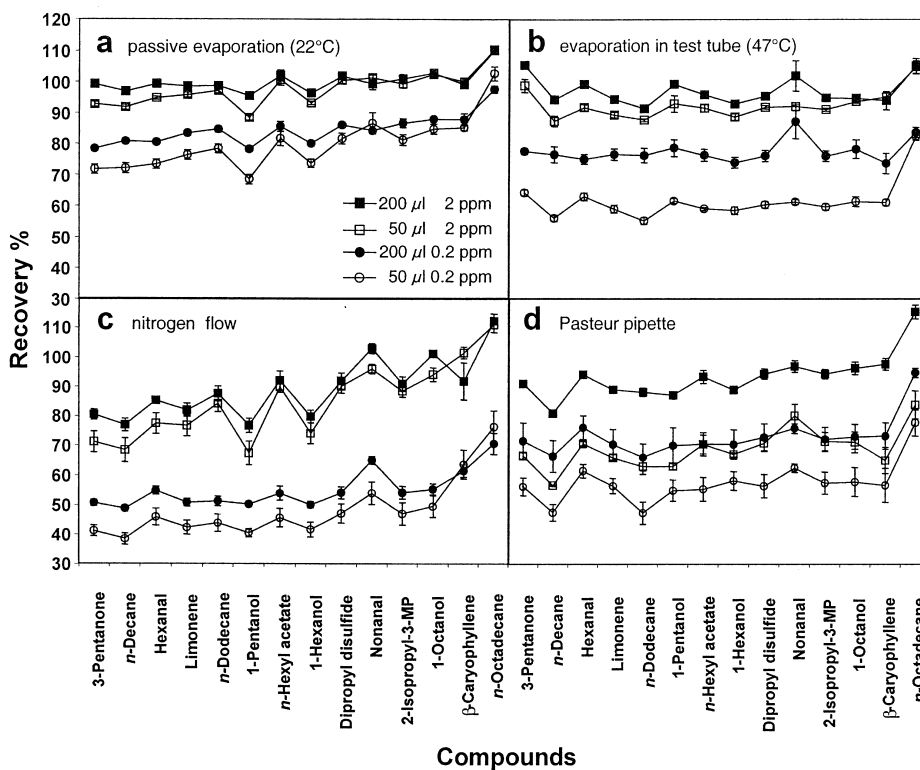 120
110
100
90
80
70
60
50
40
30
110
100
90
80
70
60
50
40
30
Recovery %
a passive evaporation (22°C)
200 µl 2 ppm
50 µl 2 ppm
200 µl 0.2 ppm
50 µl 0.2 ppm
b evaporation in test tube (47°C)
c nitrogen flow
d Pasteur pipette
3-Pentanone
n-Decane
Hexanal
Limonene
n-Dodecane
1-Pentanol
n-Hexyl acetate
1-Hexanol
Dipropyl disulfide
Nonanal
2-Isopropyl-3-MP
1-Octanol
β-Caryophyllene
n-Octadecane
3-Pentanone
n-Decane
Hexanal
Limonene
n-Dodecane
1-Pentanol
n-Hexyl acetate
1-Hexanol
Dipropyl disulfide
Nonanal
2-Isopropyl-3-MP
1-Octanol
β-Caryophyllene
n-Octadecane
Compounds